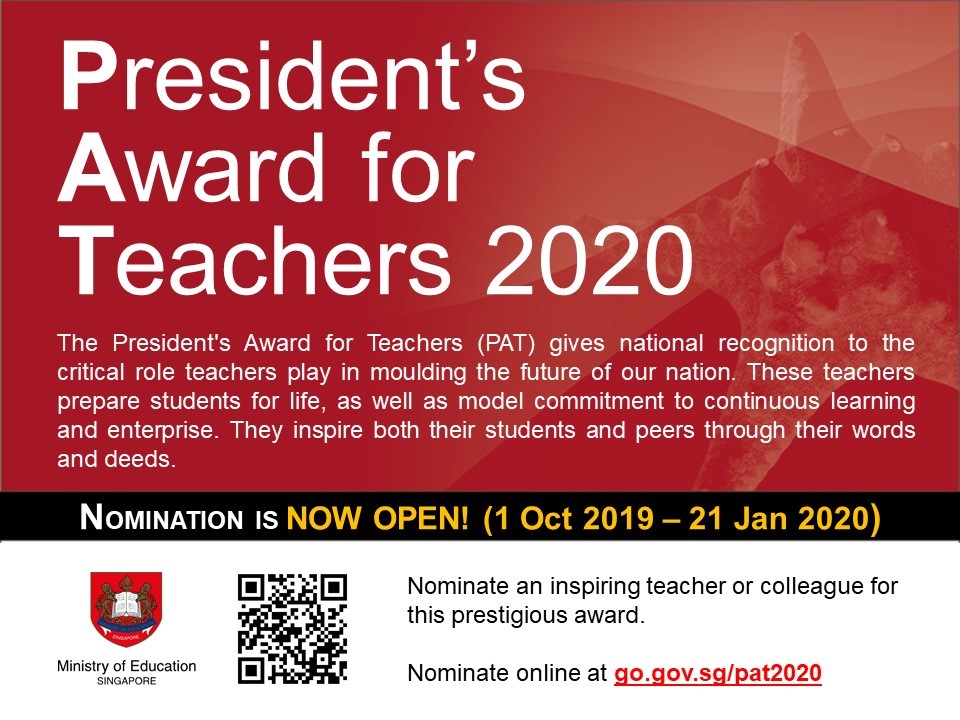 President’s
Award for
Teachers 2020
The President's Award for Teachers (PAT) gives national recognition to the
critical role teachers play in moulding the future of our nation. These teachers
prepare students for life, as well as model commitment to continuous learning
and enterprise. They inspire both their students and peers through their words
and deeds.
NOMINATION IS NOW OPEN! (1 Oct 2019 – 21 Jan 2020)
SINGAPORE
Ministry of Education
SINGAPORE
Nominate an inspiring teacher or colleague for
this prestigious award.
Nominate online at go.gov.sg/pat2020